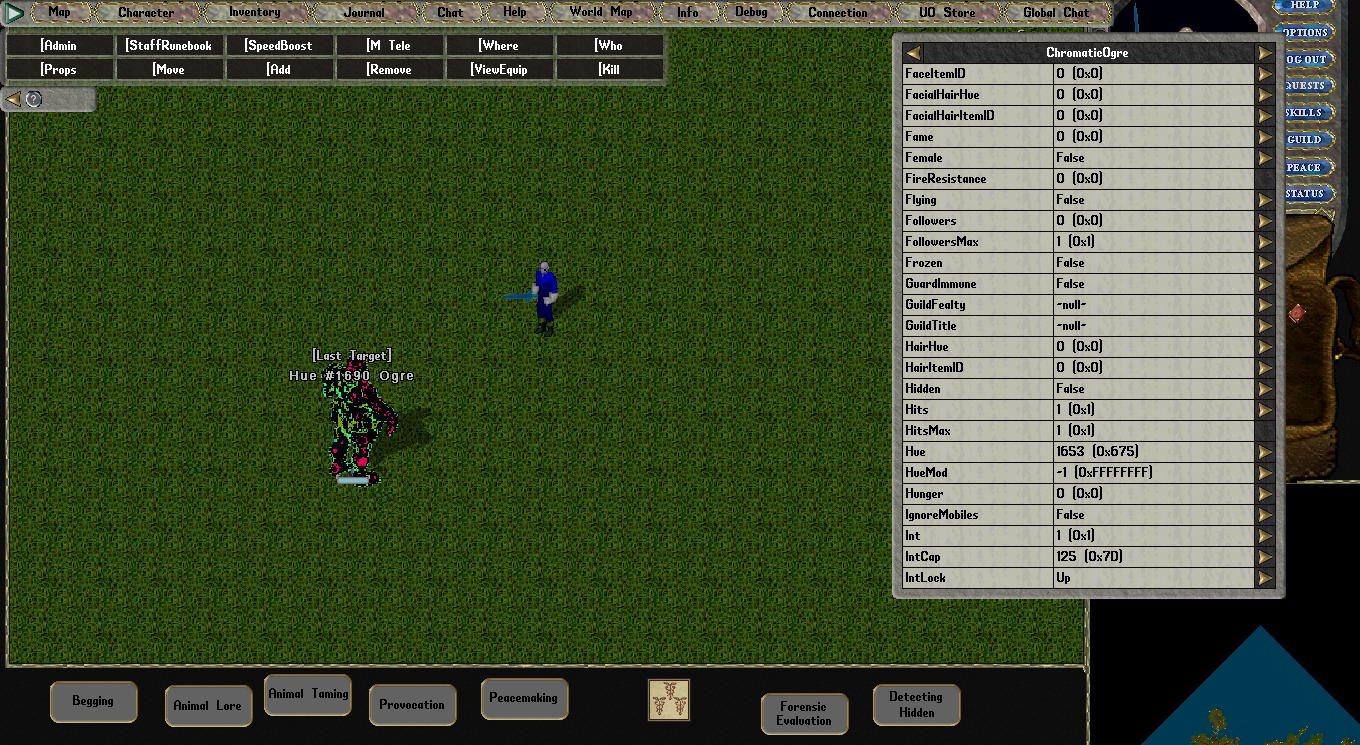 Map Character Inventory Journal Chat Help World Map Info Debug Connection UO Store Global Chat
[Admin [StaffRunebook [SpeedBoost [M Tele [Where [Who
[Props [Move [Add [Remove [ViewEquip [Kill
?
HELP
OPTIONS
OG OUT
QUESTS
SKILLS
GUILD
PEACE
STATUS
ChromaticOgre
FaceItemID 0 (0x0)
FacialHairHue 0 (0x0)
FacialHairItemID 0 (0x0)
Fame 0 (0x0)
Female False
FireResistance 0 (0x0)
Flying False
Followers 0 (0x0)
FollowersMax 1 (0x1)
Frozen False
GuardImmune False
GuildFealty -null-
GuildTitle -null-
HairHue 0 (0x0)
HairItemID 0 (0x0)
Hidden False
Hits 1 (0x1)
HitsMax 1 (0x1)
Hue 1653 (0x675)
HueMod -1 (0xFFFFFFFF)
Hunger 0 (0x0)
IgnoreMobiles False
Int 1 (0x1)
IntCap 125 (0x7D)
IntLock Up
[Last Target]
Hue #1690 Ogre
Begging
Animal Lore
Animal Taming
Provocation
Peacemaking
Forensic
Evaluation
Detecting
Hidden